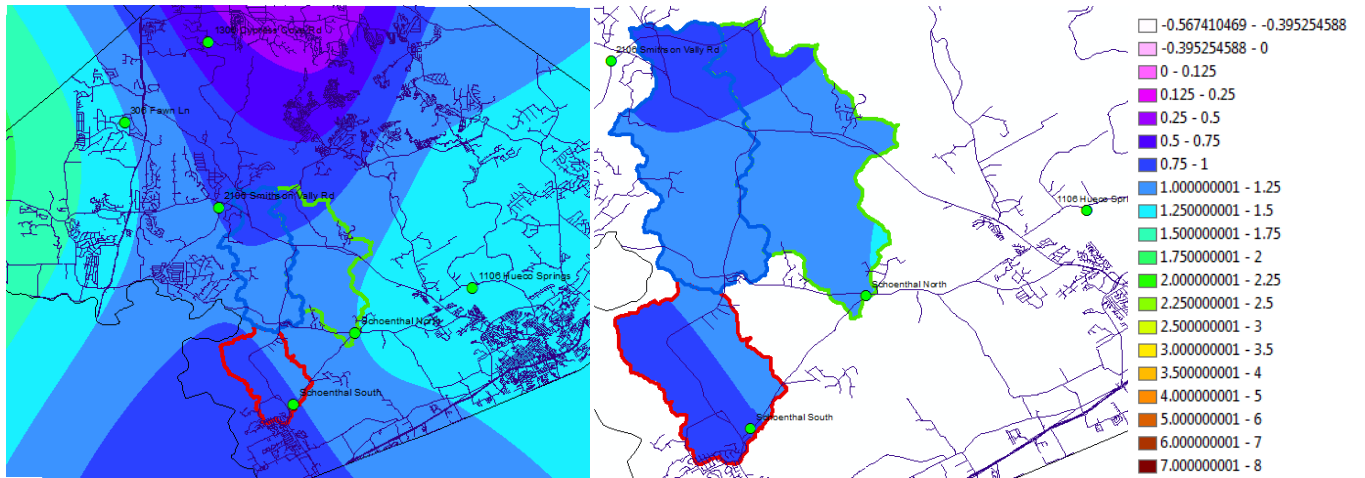 1300 Cypress Cove Rd
306 Fawn Ln
2106 Smithson Vally Rd
1106 Hueco Springs
Schoenthal North
Schoenthal South
2106 Smithson Vally Rd
1106 Hueco Spri
Schoenthal North
Schoenthal South
-0.567410469 - -0.395254588
-0.395254588 - 0
0 - 0.125
0.125 - 0.25
0.25 - 0.5
0.5 - 0.75
0.75 - 1
1.000000001 - 1.25
1.250000001 - 1.5
1.500000001 - 1.75
1.750000001 - 2
2.000000001 - 2.25
2.250000001 - 2.5
2.500000001 - 3
3.000000001 - 3.5
3.500000001 - 4
4.000000001 - 5
5.000000001 - 6
6.000000001 - 7
7.000000001 - 8